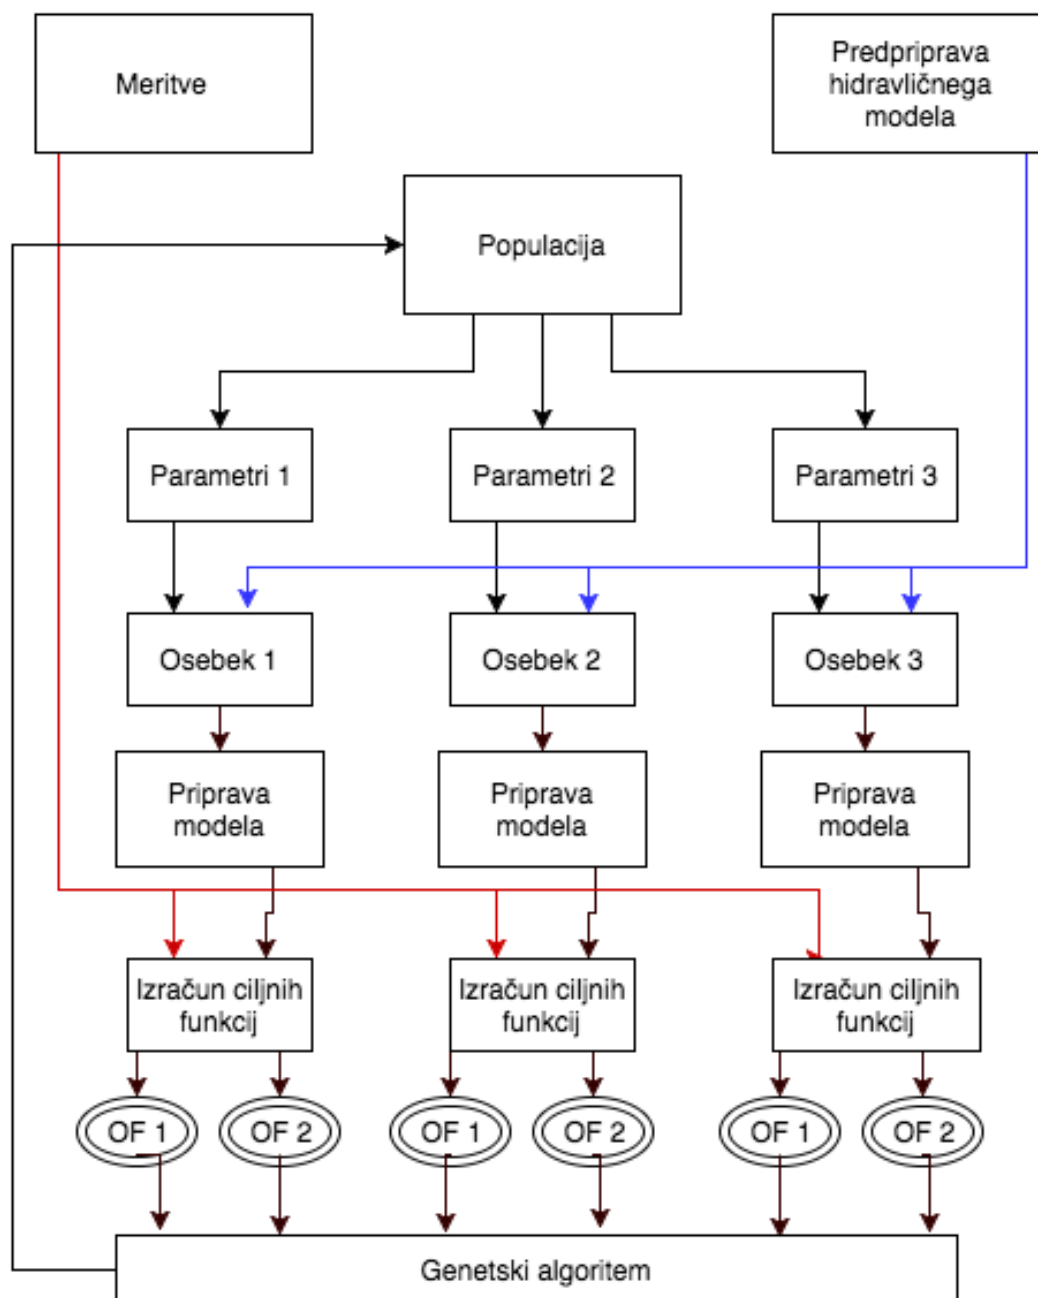 Meritve
Predpriprava
hidravličnega
modela
Populacija
Parametri 1
Parametri 2
Parametri 3
Osebek 1
Osebek 2
Osebek 3
Priprava
modela
Priprava
modela
Priprava
modela
Izračun ciljnih
funkcij
Izračun ciljnih
funkcij
Izračun ciljnih
funkcij
OF 1
OF 2
OF 1
OF 2
OF 1
OF 2
Genetski algoritem